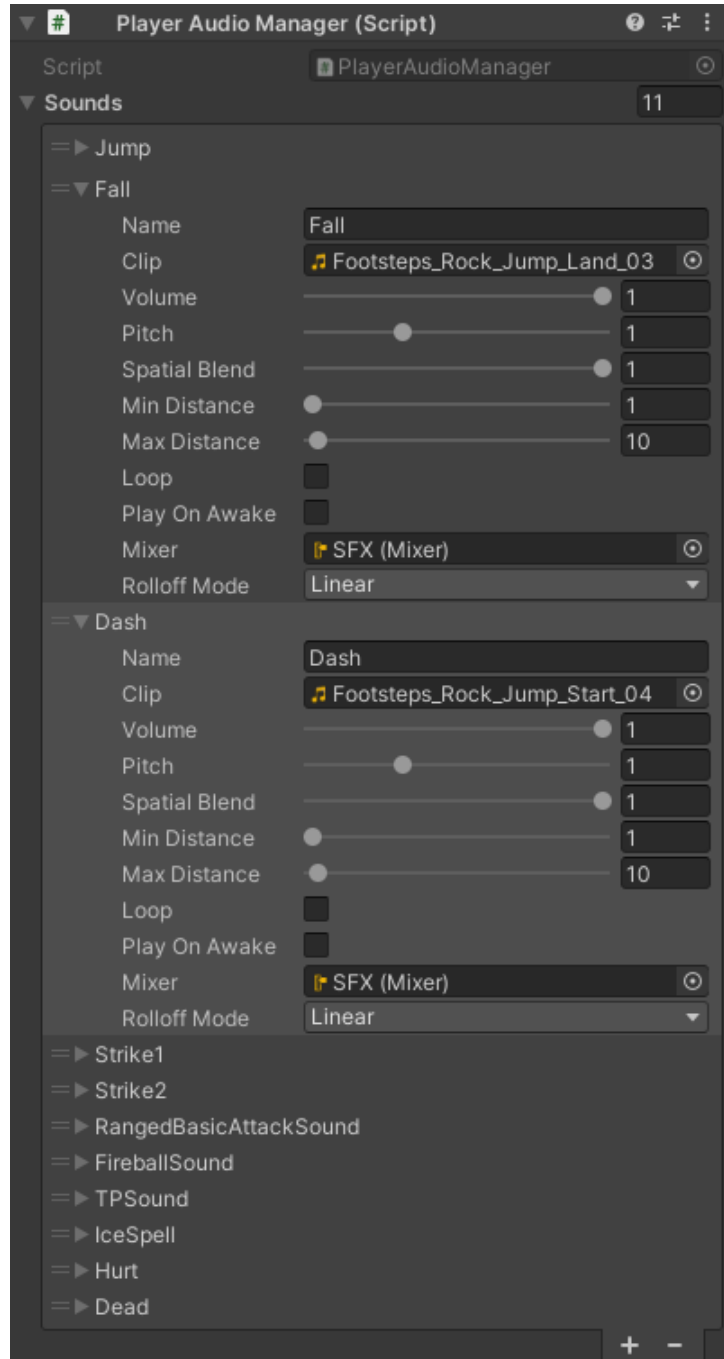 # Player Audio Manager (Script)
Script # PlayerAudioManager
Sounds 11
Jump
Fall
Name Fall
Clip Footsteps_Rock_Jump_Land_03
Volume 1
Pitch 1
Spatial Blend 1
Min Distance 1
Max Distance 10
Loop
Play On Awake
Mixer SFX (Mixer)
Rolloff Mode Linear
Dash
Name Dash
Clip Footsteps_Rock_Jump_Start_04
Volume 1
Pitch 1
Spatial Blend 1
Min Distance 1
Max Distance 10
Loop
Play On Awake
Mixer SFX (Mixer)
Rolloff Mode Linear
Strike1
Strike2
RangedBasicAttackSound
FireballSound
TPSound
IceSpell
Hurt
Dead
+ -